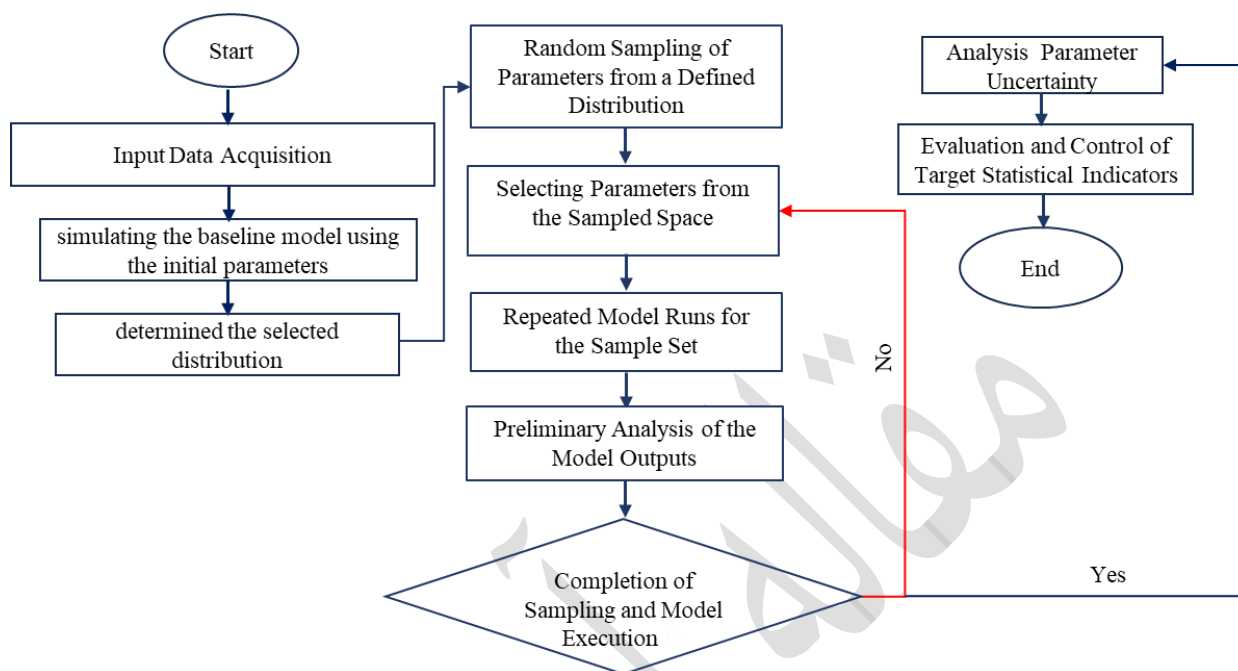 Start
Input Data Acquisition
simulating the baseline model using
the initial parameters
determined the selected
distribution
Random Sampling of
Parameters from a Defined
Distribution
Selecting Parameters from
the Sampled Space
Repeated Model Runs for
the Sample Set
Preliminary Analysis of the
Model Outputs
Completion of
Sampling and Model
Execution
No
Yes
Analysis Parameter
Uncertainty
Evaluation and Control of
Target Statistical Indicators
End
مقاله